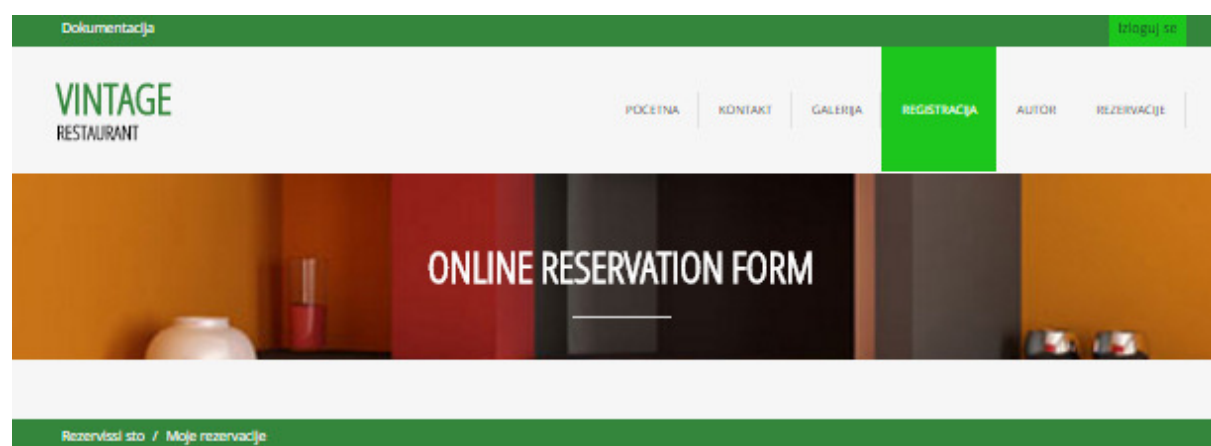 Dokumentacija Izloguj se
VINTAGE
RESTAURANT
POCETNA KONTAKT GALERIJA REGISTRACIJA AUTOR REZERVACIJE
ONLINE RESERVATION FORM
Rezervissi sto / Moje rezervacije